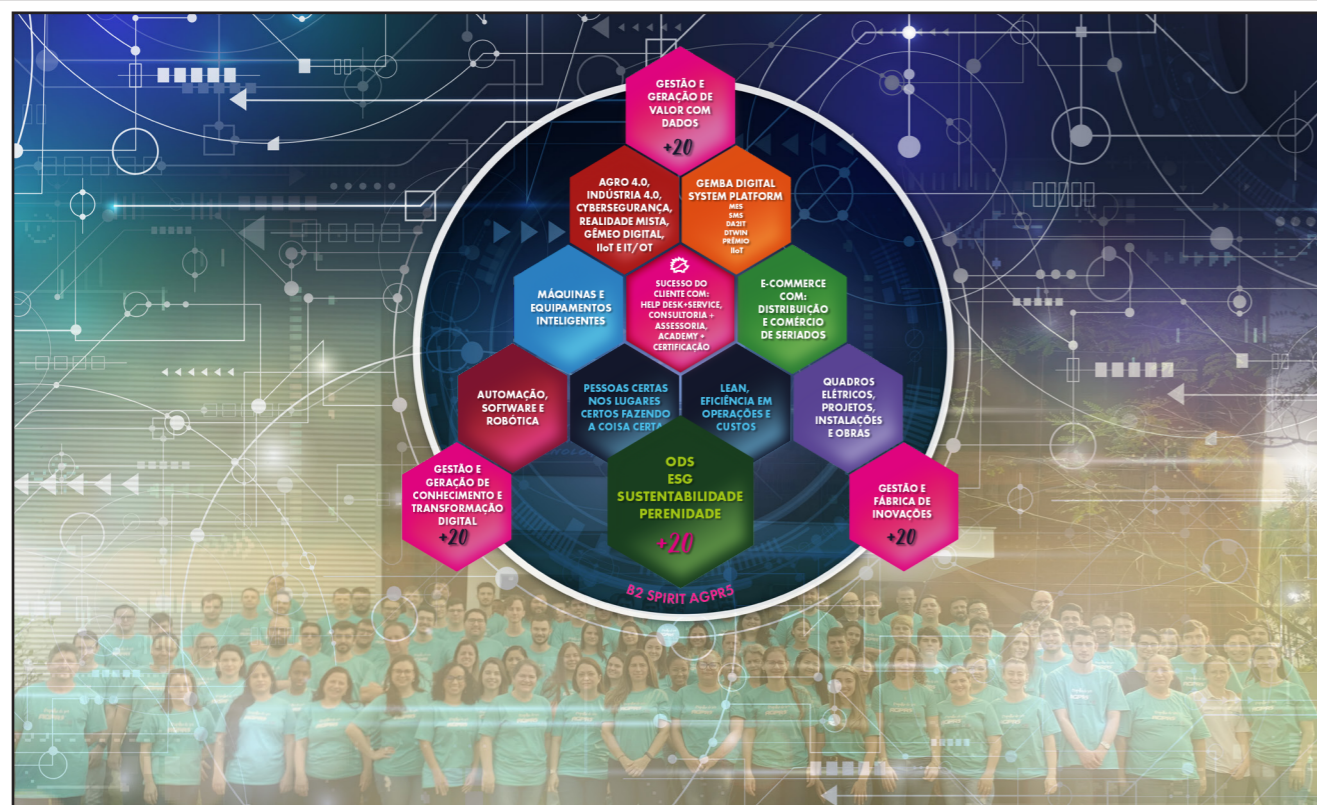 GESTÃO E
GERAÇÃO DE
VALOR COM
DADOS
+20
AGRO 4.0,
INDÚSTRIA 4.0,
CYBERSEGURANÇA,
REALIDADE MISTA,
GÊMEO DIGITAL,
IIoT E IT/OT
GEMBA DIGITAL
SYSTEM PLATFORM
MES
SMS
DA2IT
DTWIN
PRÊMIO
IIoT
MÁQUINAS E
EQUIPAMENTOS
INTELIGENTES
SUCESSO DO
CLIENTE COM:
HELP DESK+SERVICE,
CONSULTORIA +
ASSESSORIA,
ACADEMY +
CERTIFICAÇÃO
E-COMMERCE
COM:
DISTRIBUIÇÃO
E COMÉRCIO
DE SERIADOS
AUTOMAÇÃO,
SOFTWARE E
ROBÓTICA
PESSOAS CERTAS
NOS LUGARES
CERTOS FAZENDO
A COISA CERTA
LEAN,
EFICIÊNCIA EM
OPERAÇÕES E
CUSTOS
QUADROS
ELÉTRICOS,
PROJETOS,
INSTALAÇÕES
E OBRAS
GESTÃO E
GERAÇÃO DE
CONHECIMENTO E
TRANSFORMAÇÃO
DIGITAL
+20
ODS
ESG
SUSTENTABILIDADE
PERENIDADE
+20
GESTÃO E
FÁBRICA DE
INOVAÇÕES
+20
B2 SPIRIT AGPR5